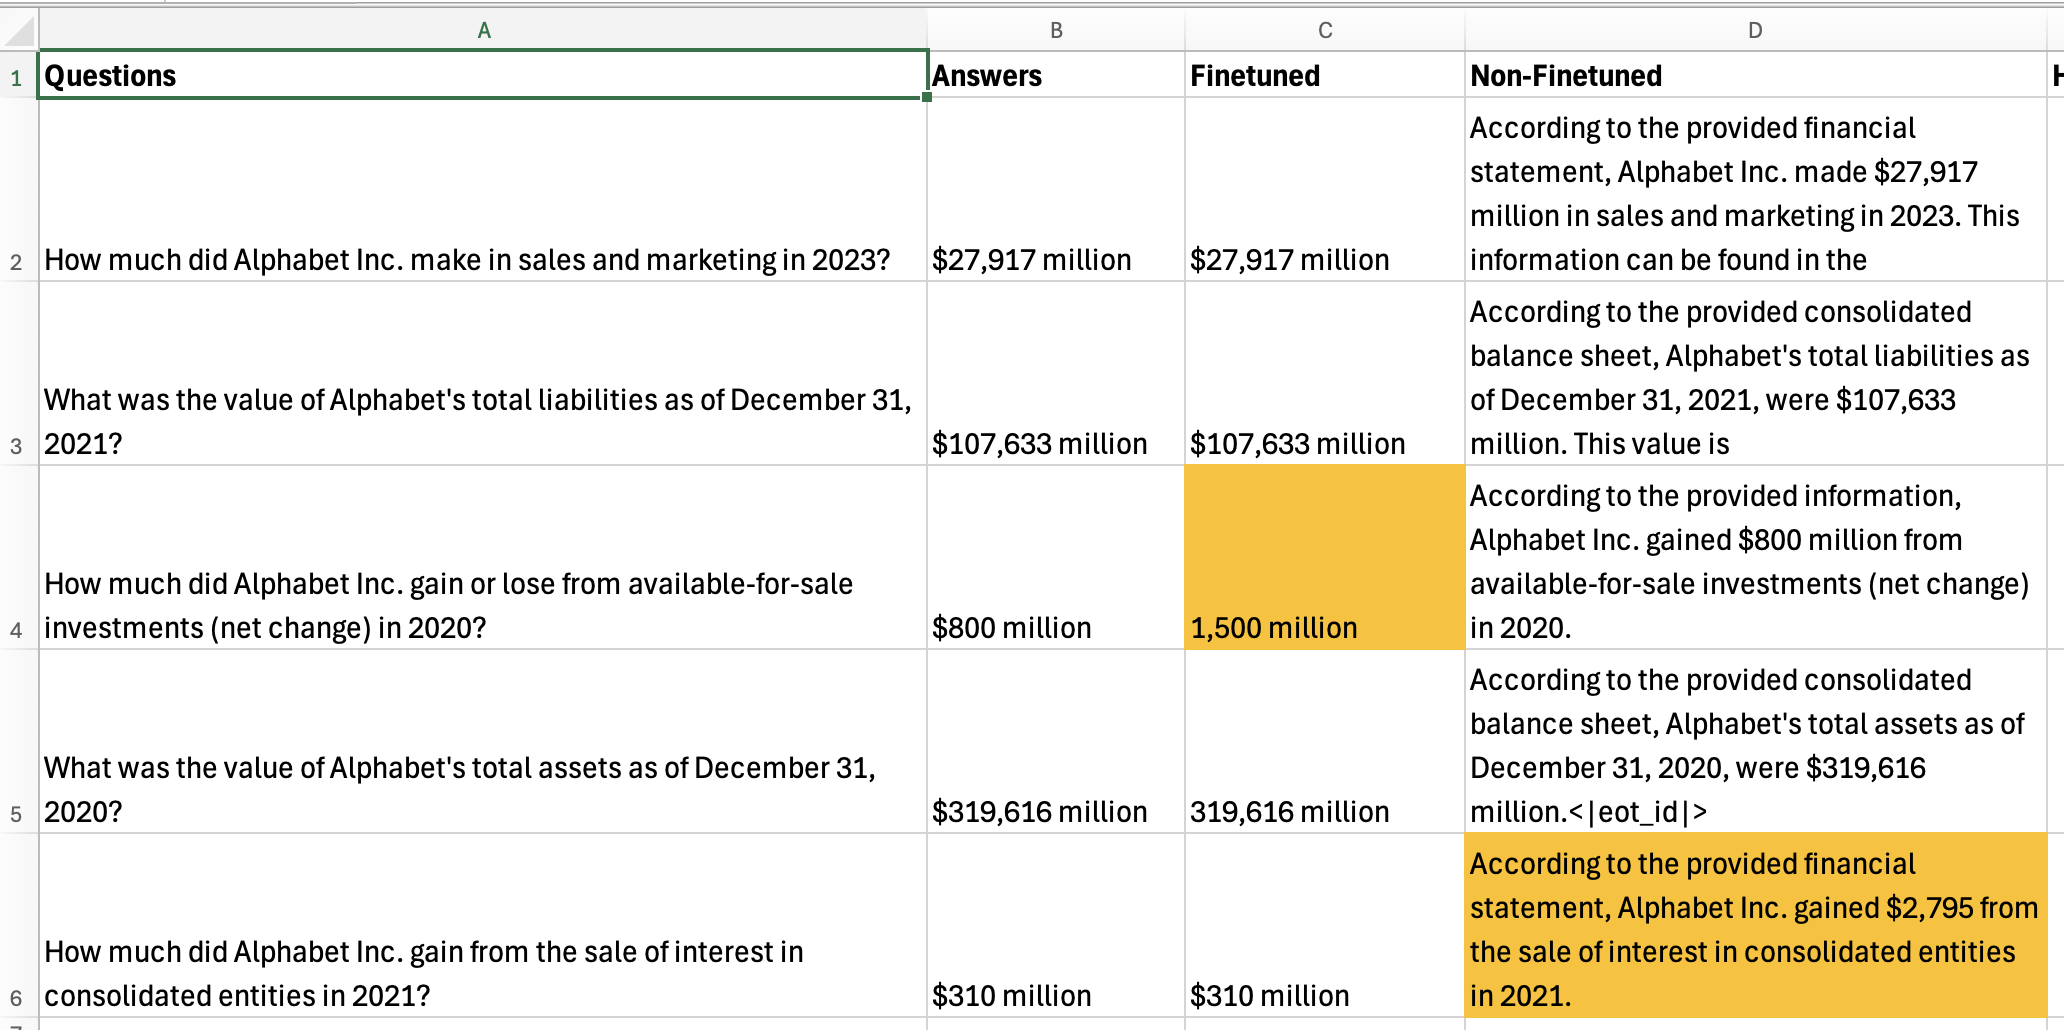 A B C D
1 Questions Answers Finetuned Non-Finetuned
According to the provided financial
statement, Alphabet Inc. made $27,917
million in sales and marketing in 2023. This
2 How much did Alphabet Inc. make in sales and marketing in 2023? $27,917 million $27,917 million information can be found in the
According to the provided consolidated
balance sheet, Alphabet's total liabilities as
What was the value of Alphabet's total liabilities as of December 31, of December 31, 2021, were $107,633
3 2021? $107,633 million $107,633 million million. This value is
According to the provided information,
Alphabet Inc. gained $800 million from
How much did Alphabet Inc. gain or lose from available-for-sale available-for-sale investments (net change)
4 investments (net change) in 2020? $800 million 1,500 million in 2020.
According to the provided consolidated
balance sheet, Alphabet's total assets as of
What was the value of Alphabet's total assets as of December 31, December 31, 2020, were $319,616
5 2020? $319,616 million 319,616 million million.<|eot_id|>
According to the provided financial
statement, Alphabet Inc. gained $2,795 from
How much did Alphabet Inc. gain from the sale of interest in the sale of interest in consolidated entities
6 consolidated entities in 2021? $310 million $310 million in 2021.